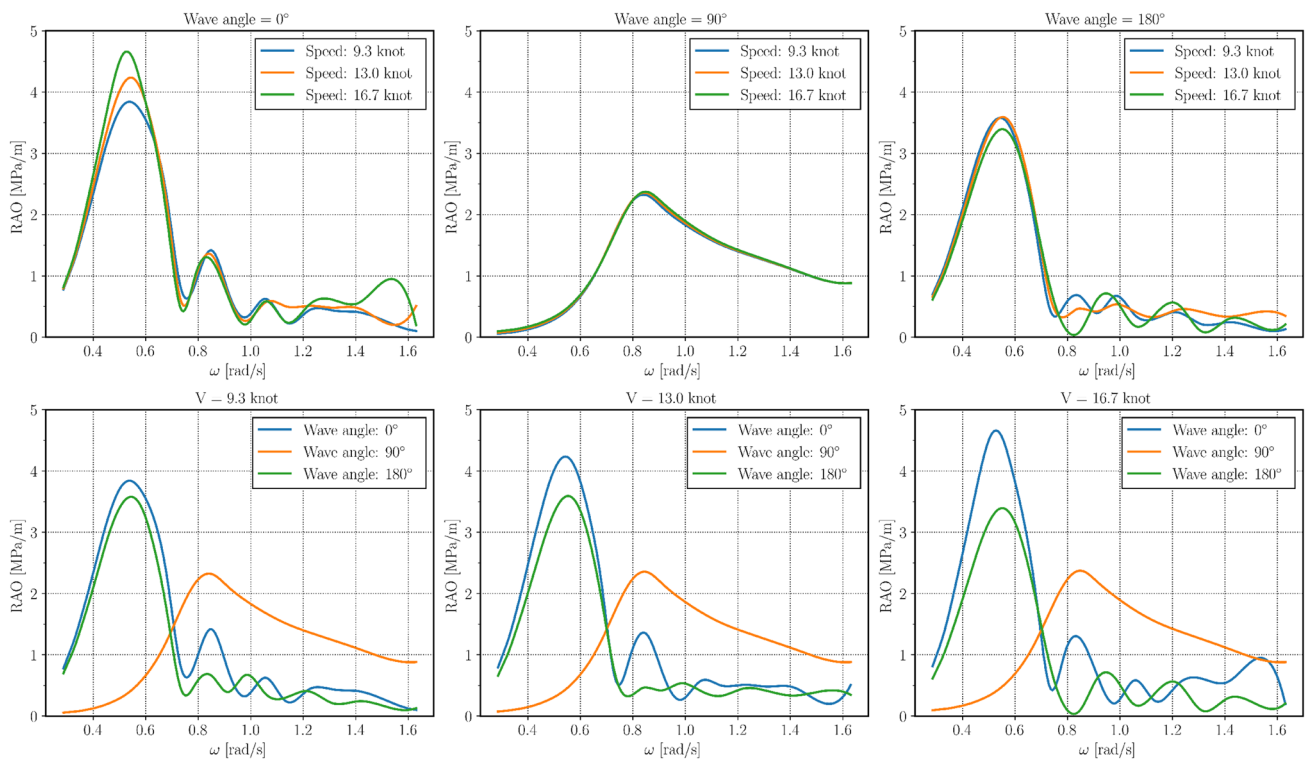 Wave angle = 0°
5
4
3
2
1
0
RAO [MPa/m]
Speed: 9.3 knot
Speed: 13.0 knot
Speed: 16.7 knot
0.4 0.6 0.8 1.0 1.2 1.4 1.6
ω [rad/s]
Wave angle = 90°
5
4
3
2
1
0
RAO [MPa/m]
Speed: 9.3 knot
Speed: 13.0 knot
Speed: 16.7 knot
0.4 0.6 0.8 1.0 1.2 1.4 1.6
ω [rad/s]
Wave angle = 180°
5
4
3
2
1
0
RAO [MPa/m]
Speed: 9.3 knot
Speed: 13.0 knot
Speed: 16.7 knot
0.4 0.6 0.8 1.0 1.2 1.4 1.6
ω [rad/s]
V = 9.3 knot
5
4
3
2
1
0
RAO [MPa/m]
Wave angle: 0°
Wave angle: 90°
Wave angle: 180°
0.4 0.6 0.8 1.0 1.2 1.4 1.6
ω [rad/s]
V = 13.0 knot
5
4
3
2
1
0
RAO [MPa/m]
Wave angle: 0°
Wave angle: 90°
Wave angle: 180°
0.4 0.6 0.8 1.0 1.2 1.4 1.6
ω [rad/s]
V = 16.7 knot
5
4
3
2
1
0
RAO [MPa/m]
Wave angle: 0°
Wave angle: 90°
Wave angle: 180°
0.4 0.6 0.8 1.0 1.2 1.4 1.6
ω [rad/s]